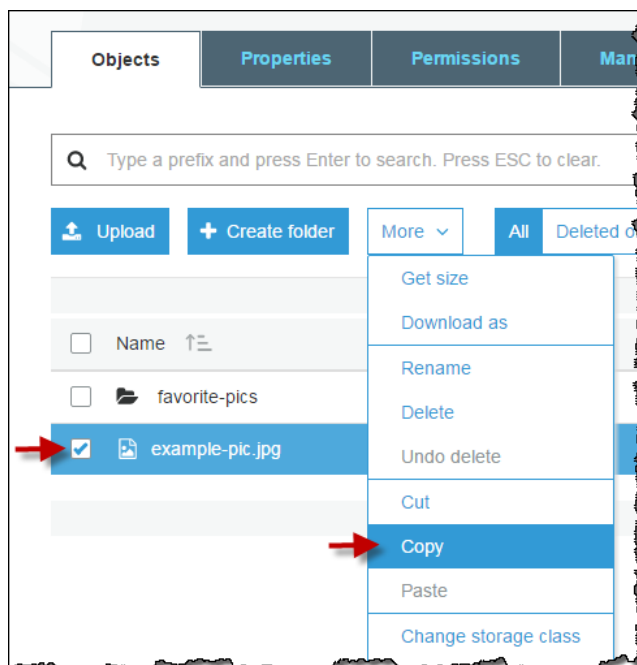 Objects Properties Permissions
Type a prefix and press Enter to search. Press ESC to clear.
Upload Create folder More All Deleted
Get size
Download as
Name
Rename
favorite-pics
Delete
example-pic.jpg
Undo delete
Cut
Copy
Paste
Change storage class